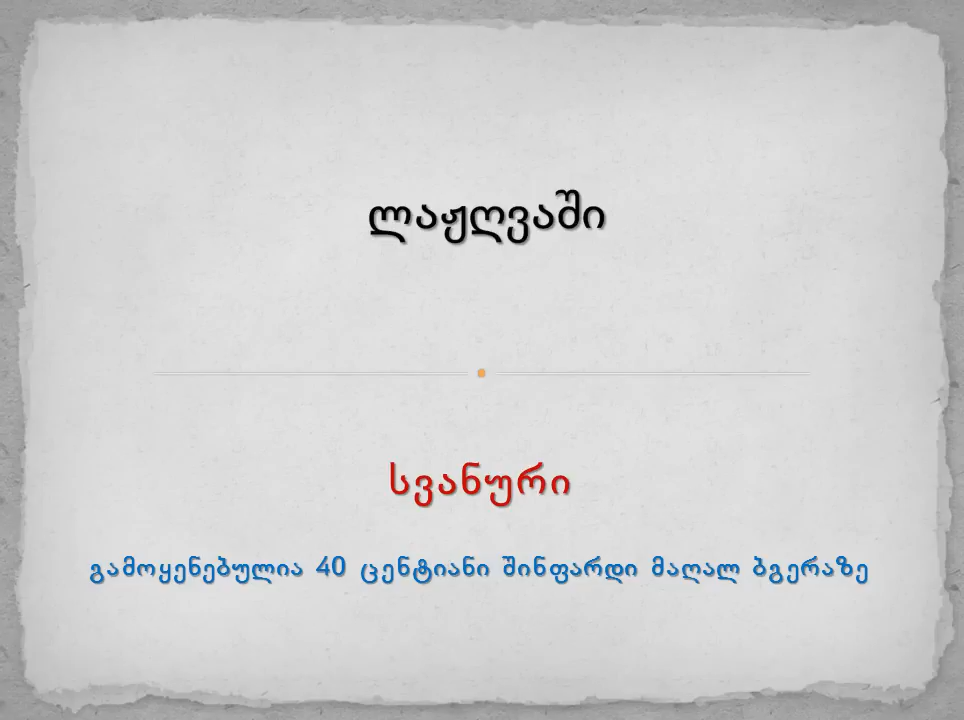 ლაჟღვაში
სვანური
გამოყენებულია 40 ცენტიანი შინფარდი მაღალ ბგერაზე